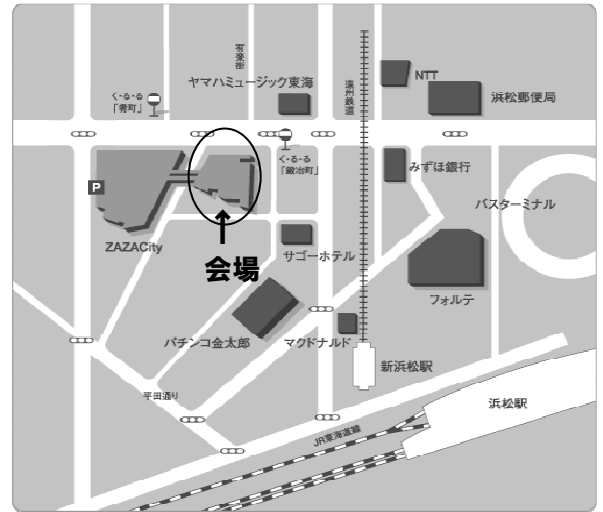 有楽街
く・る・る
「肴町」
ヤマハミュージック東海
遠州鉄道
NTT
浜松郵便局
く・る・る
「鍛冶町」
みずほ銀行
P
バスターミナル
ZAZACity
サゴーホテル
会場
フォルテ
パチンコ金太郎
マクドナルド
新浜松駅
平田通り
浜松駅
JR東海道線